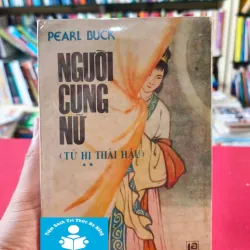 PEARL BUCK
NGƯỜI
CUNG
NỮ
(TỪ HI THÁI HẬU)
**